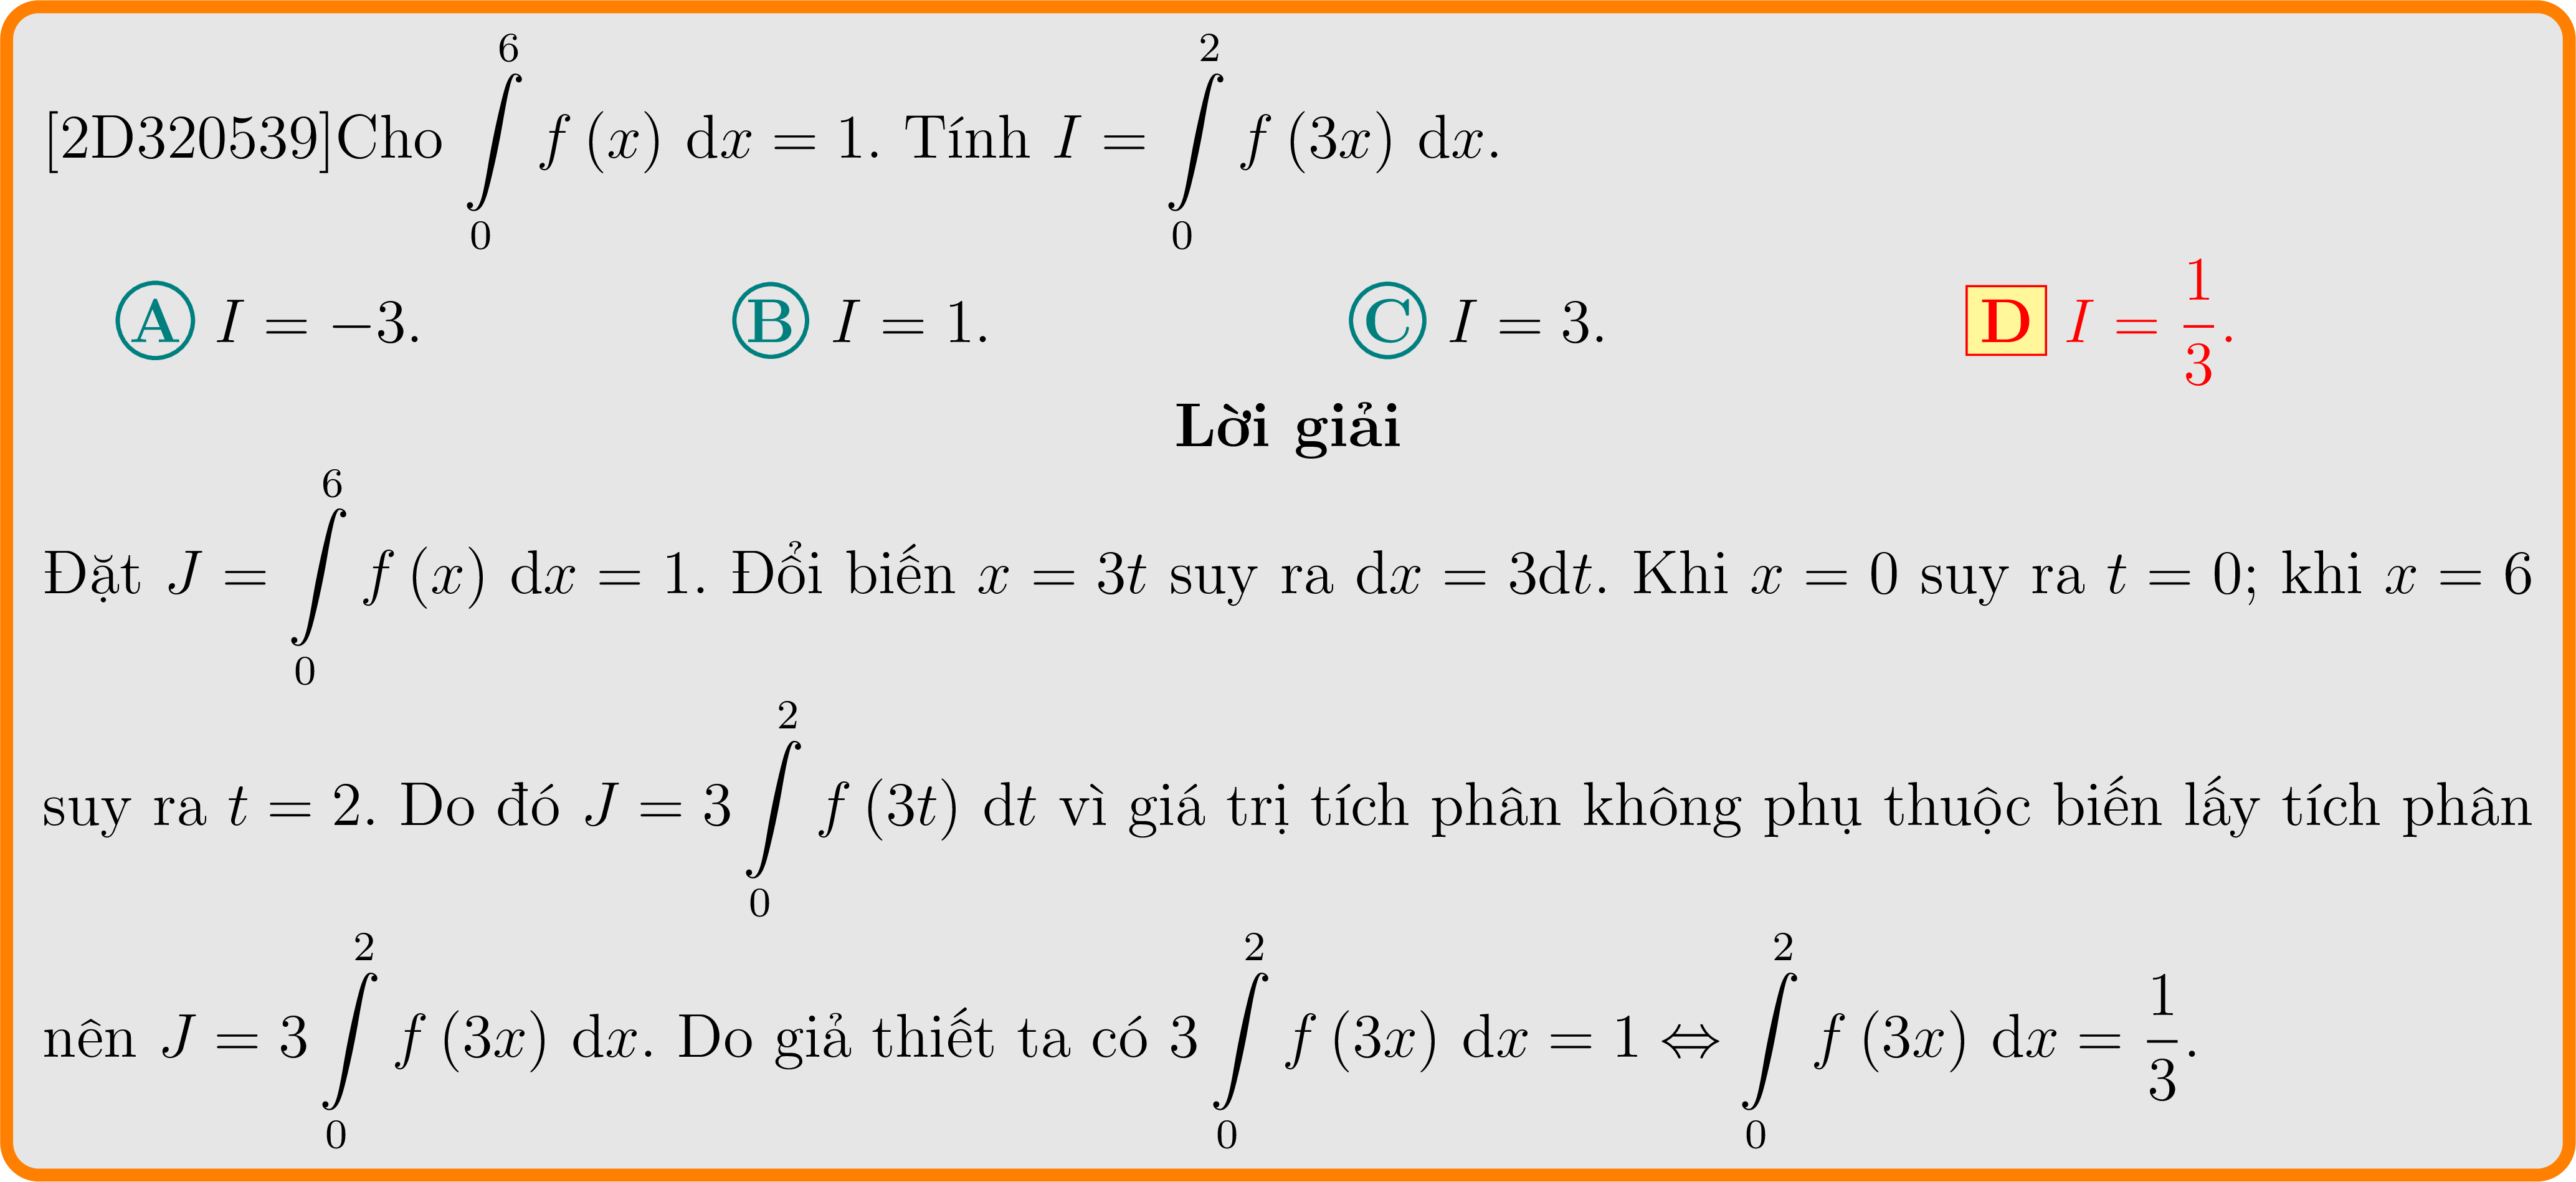 [2D320539]Cho $\int\limits_0^6 f(x)\ \mathrm{d}x = 1$. Tính $I = \int\limits_0^2 f(3x)\ \mathrm{d}x$.
A $I = -3$. B $I = 1$. C $I = 3$. D $I = \dfrac{1}{3}$.
Lời giải
Đặt $J = \int\limits_0^6 f(x)\ \mathrm{d}x = 1$. Đổi biến $x = 3t$ suy ra $\mathrm{d}x = 3\mathrm{d}t$. Khi $x = 0$ suy ra $t = 0$; khi $x = 6$
suy ra $t = 2$. Do đó $J = 3\int\limits_0^2 f(3t)\ \mathrm{d}t$ vì giá trị tích phân không phụ thuộc biến lấy tích phân
nên $J = 3\int\limits_0^2 f(3x)\ \mathrm{d}x$. Do giả thiết ta có $3\int\limits_0^2 f(3x)\ \mathrm{d}x = 1 \Leftrightarrow \int\limits_0^2 f(3x)\ \mathrm{d}x = \dfrac{1}{3}$.